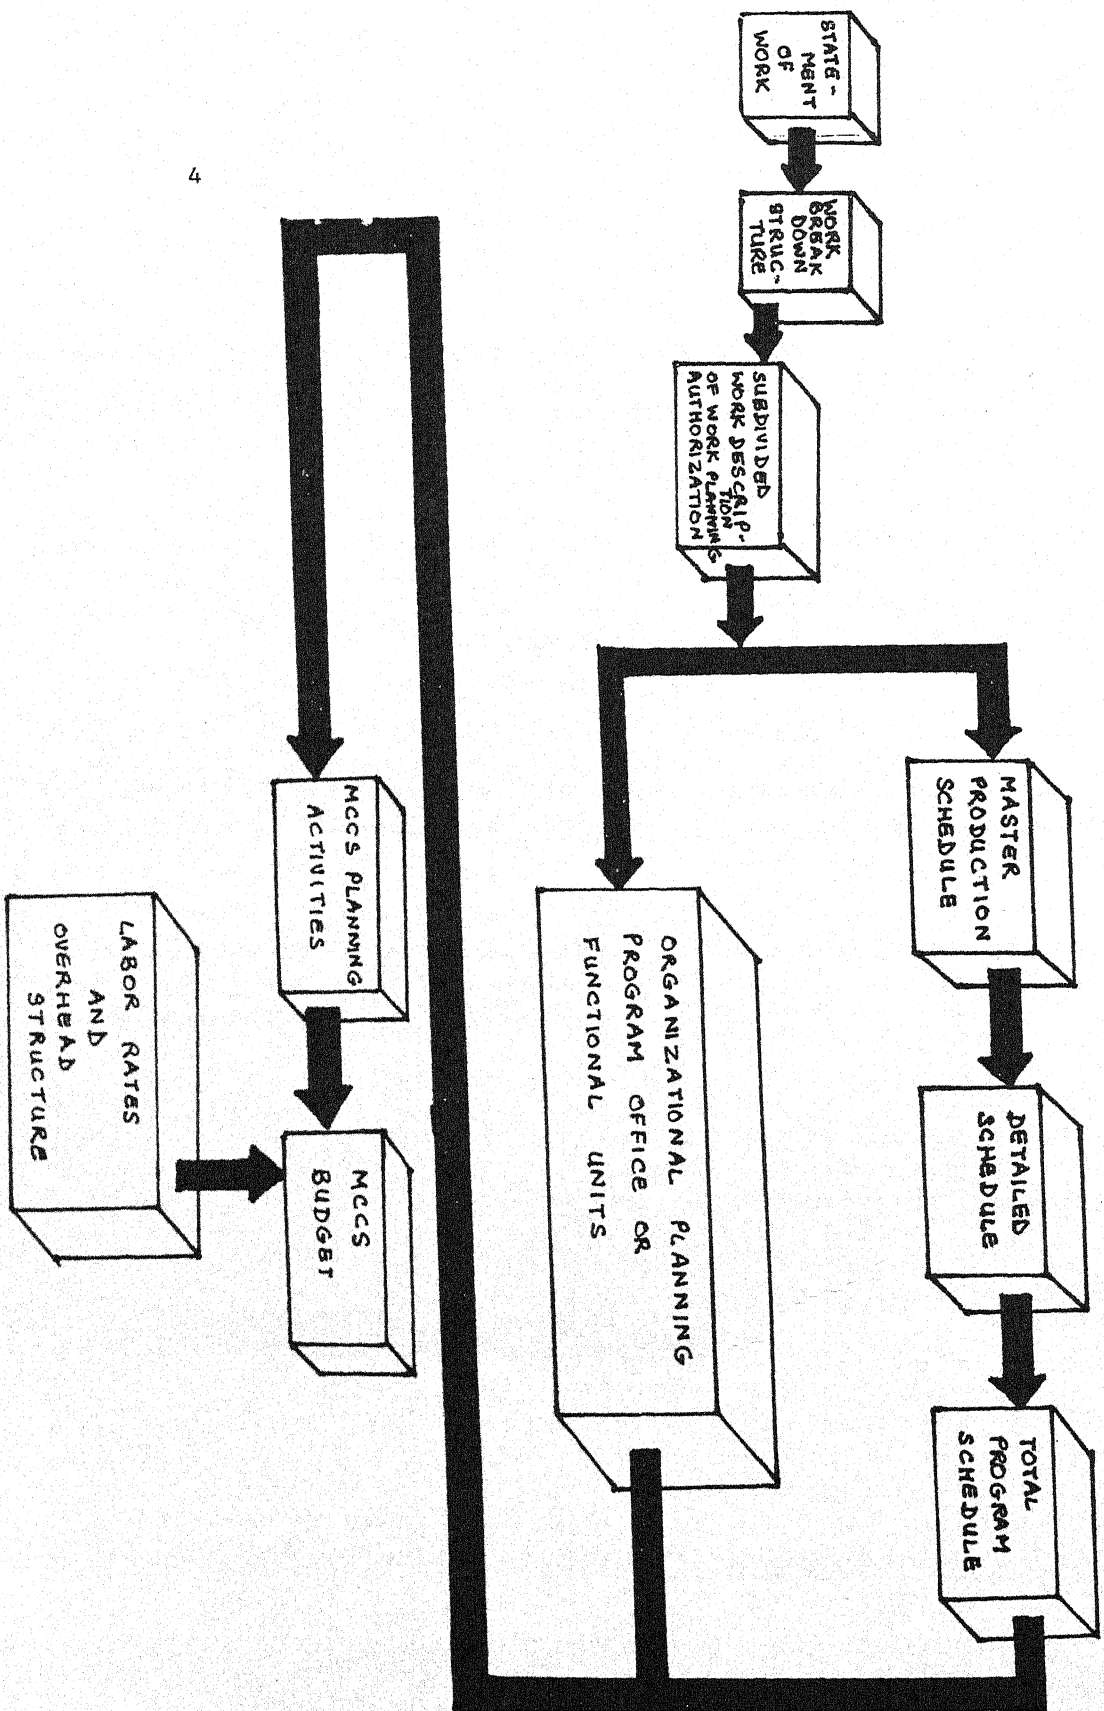 STATE-
MENT
OF
WORK
WORK
BREAK
DOWN
STRUC-
TURE
SUBDIVIDED
WORK DESCRIP-
TION
OF WORK PLANNING
AUTHORIZATION
MASTER
PRODUCTION
SCHEDULE
DETAILED
SCHEDULE
TOTAL
PROGRAM
SCHEDULE
ORGANIZATIONAL PLANNING
PROGRAM OFFICE OR
FUNCTIONAL UNITS
MCCS PLANNING
ACTIVITIES
MCCS
BUDGET
LABOR RATES
AND
OVERHEAD
STRUCTURE
4